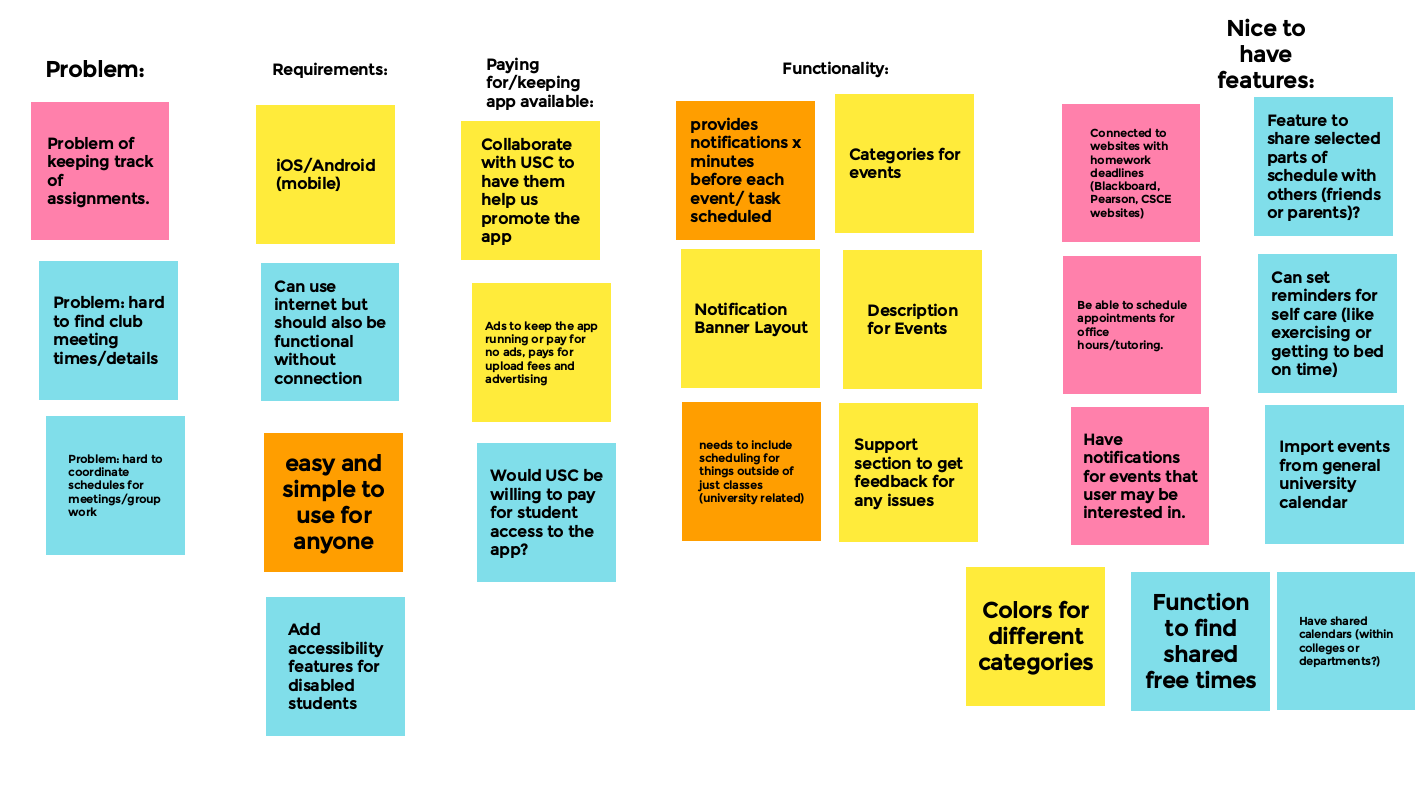 Problem:
Problem of
keeping track
of
assignments.
Problem: hard
to find club
meeting
times/details
Problem: hard to
coordinate
schedules for
meetings/group
work
Requirements:
iOS/Android
(mobile)
Can use
internet but
should also be
functional
without
connection
easy and
simple to
use for
anyone
Add
accessibility
features for
disabled
students
Paying
for/keeping
app available:
Collaborate
with USC to
have them
help us
promote the
app
Ads to keep the app
running or pay for
no ads, pays for
upload fees and
advertising
Would USC be
willing to pay
for student
access to the
app?
Functionality:
provides
notifications x
minutes
before each
event/ task
scheduled
Categories for
events
Notification
Banner Layout
Description
for Events
needs to include
scheduling for
things outside of
just classes
(university related)
Support
section to get
feedback for
any issues
Nice to
have
features:
Connected to
websites with
homework
deadlines
(Blackboard,
Pearson, CSCE
websites)
Feature to
share selected
parts of
schedule with
others (friends
or parents)?
Be able to schedule
appointments for
office
hours/tutoring.
Can set
reminders for
self care (like
exercising or
getting to bed
on time)
Have
notifications
for events that
user may be
interested in.
Import events
from general
university
calendar
Colors for
different
categories
Function
to find
shared
free times
Have shared
calendars (within
colleges or
departments?)